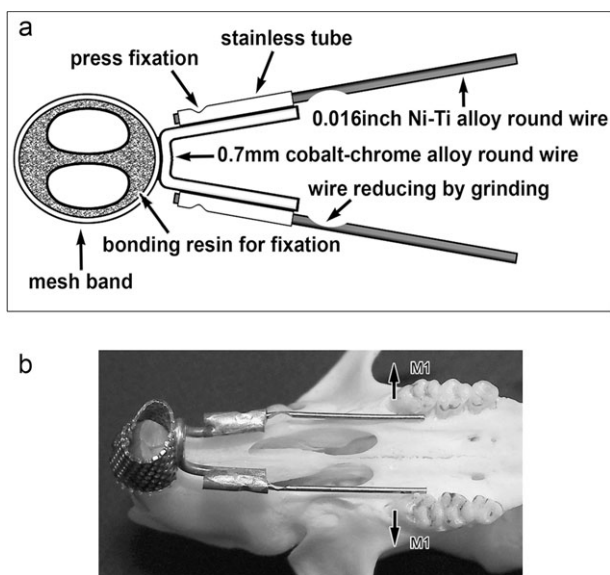 a
stainless tube
press fixation
0.016inch Ni-Ti alloy round wire
0.7mm cobalt-chrome alloy round wire
wire reducing by grinding
bonding resin for fixation
mesh band
b
M1
M1